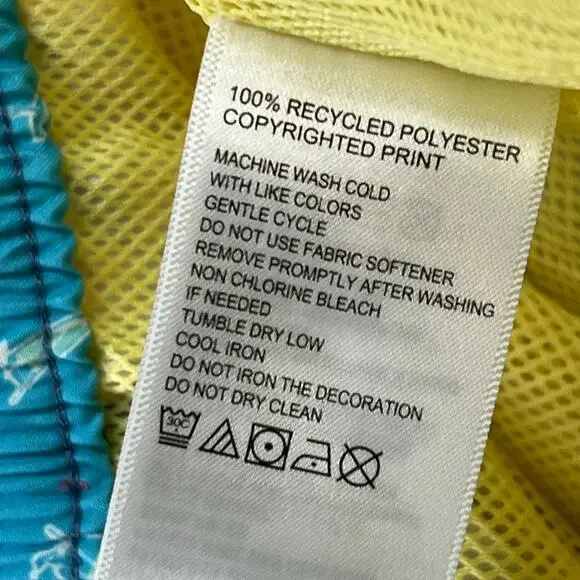 100% RECYCLED POLYESTER
COPYRIGHTED PRINT
MACHINE WASH COLD
WITH LIKE COLORS
GENTLE CYCLE
DO NOT USE FABRIC SOFTENER
REMOVE PROMPTLY AFTER WASHING
NON CHLORINE BLEACH
IF NEEDED
TUMBLE DRY LOW
COOL IRON
DO NOT IRON THE DECORATION
DO NOT DRY CLEAN
30C